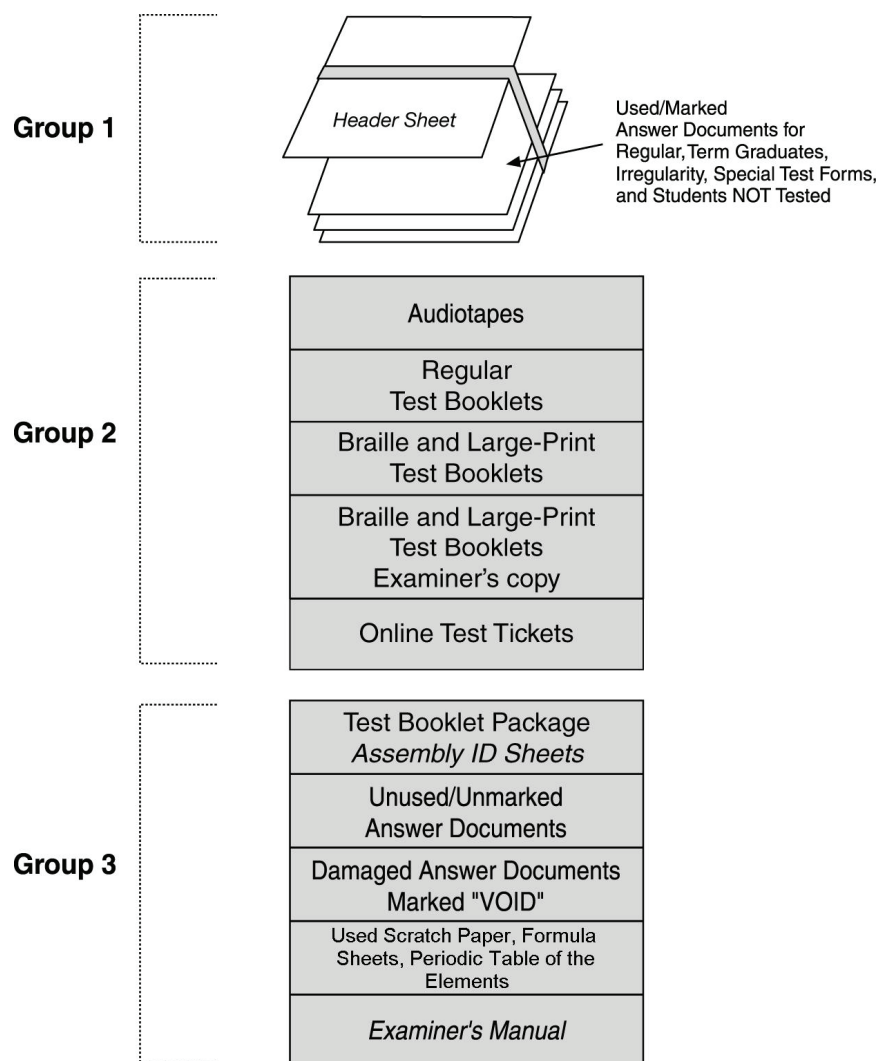 Group 1
Header Sheet
Used/Marked
Answer Documents for
Regular, Term Graduates,
Irregularity, Special Test Forms,
and Students NOT Tested
Group 2
Audiotapes
Regular
Test Booklets
Braille and Large-Print
Test Booklets
Braille and Large-Print
Test Booklets
Examiner's copy
Online Test Tickets
Group 3
Test Booklet Package
Assembly ID Sheets
Unused/Unmarked
Answer Documents
Damaged Answer Documents
Marked "VOID"
Used Scratch Paper, Formula
Sheets, Periodic Table of the
Elements
Examiner's Manual